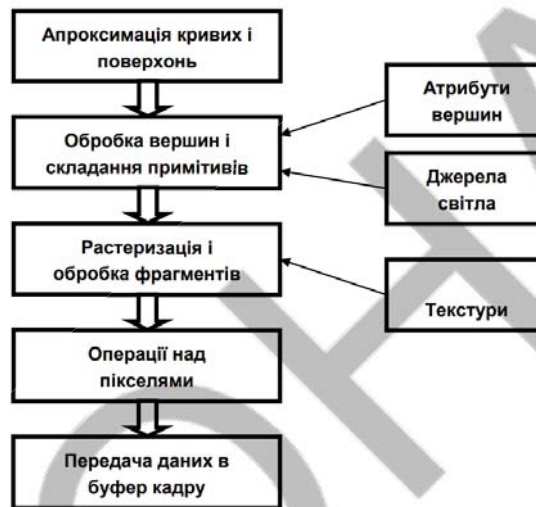 Апроксимація кривих і
поверхонь
Атрибути
вершин
Обробка вершин і
складання примітивів
Джерела
світла
Растеризація і
обробка фрагментів
Текстури
Операції над
пікселями
Передача даних в
буфер кадру